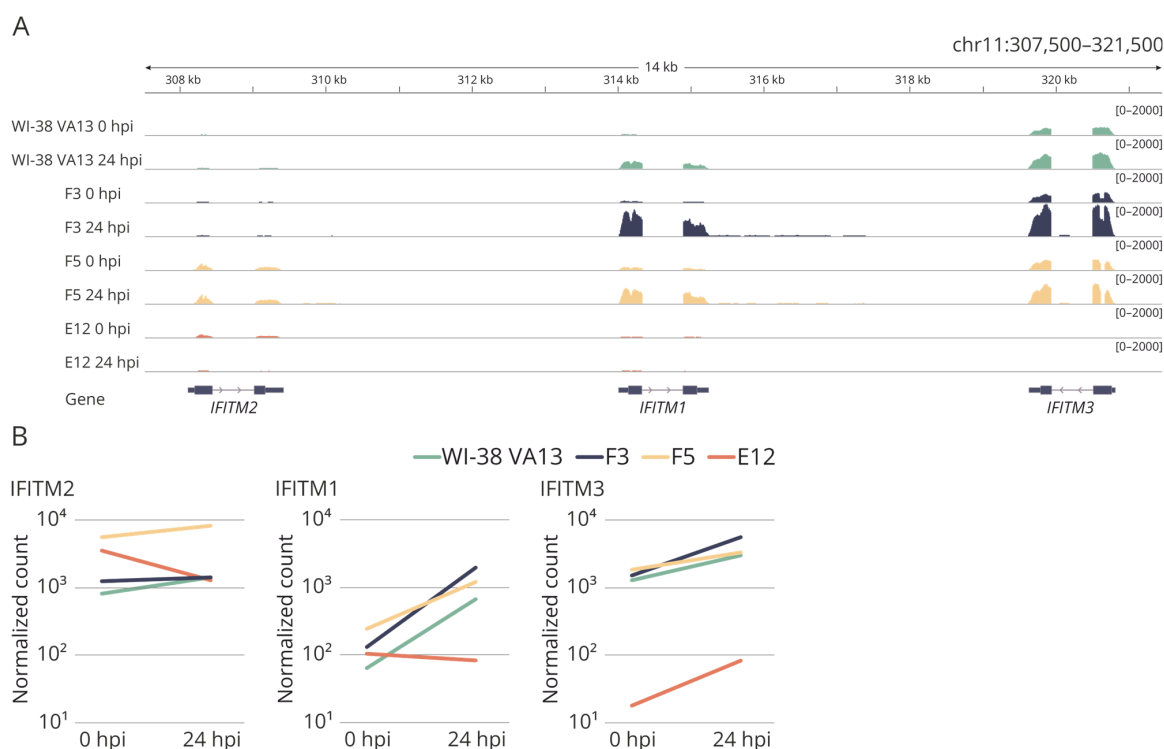 A
chr11:307,500–321,500
14 kb
308 kb 310 kb 312 kb 314 kb 316 kb 318 kb 320 kb
[0–2000]
WI-38 VA13 0 hpi
[0–2000]
WI-38 VA13 24 hpi
[0–2000]
F3 0 hpi
[0–2000]
F3 24 hpi
[0–2000]
F5 0 hpi
[0–2000]
F5 24 hpi
[0–2000]
E12 0 hpi
[0–2000]
E12 24 hpi
Gene
IFITM2 IFITM1 IFITM3
B
WI-38 VA13 F3 F5 E12
IFITM2
Normalized count
10⁴
10³
10²
10¹
0 hpi 24 hpi
IFITM1
Normalized count
10⁴
10³
10²
10¹
0 hpi 24 hpi
IFITM3
Normalized count
10⁴
10³
10²
10¹
0 hpi 24 hpi